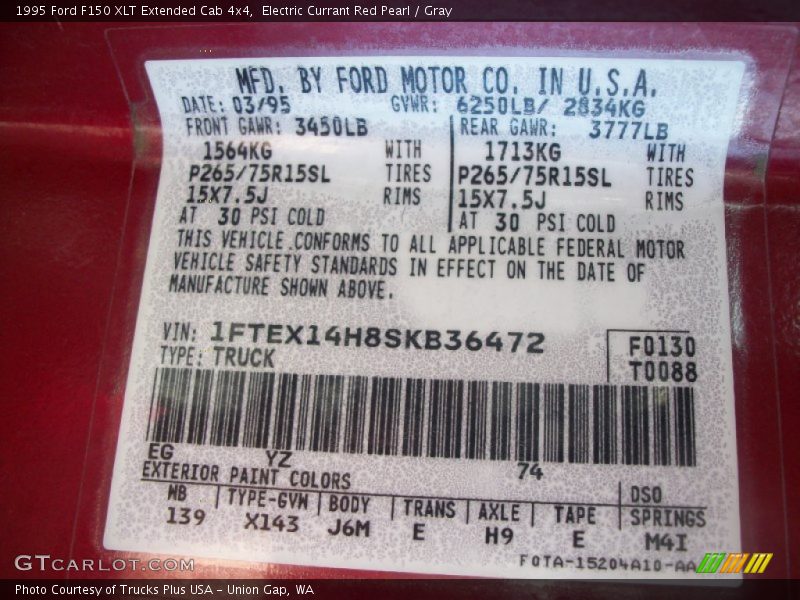 1995 Ford F150 XLT Extended Cab 4x4,  Electric Currant Red Pearl / Gray
MFD. BY FORD MOTOR CO. IN U.S.A.
DATE: 03/95 GVWR: 6250LB/ 2834KG
FRONT GAWR: 3450LB REAR GAWR: 3777LB
1564KG WITH 1713KG WITH
P265/75R15SL TIRES P265/75R15SL TIRES
15X7.5J RIMS 15X7.5J RIMS
AT 30 PSI COLD AT 30 PSI COLD
THIS VEHICLE CONFORMS TO ALL APPLICABLE FEDERAL MOTOR
VEHICLE SAFETY STANDARDS IN EFFECT ON THE DATE OF
MANUFACTURE SHOWN ABOVE.
VIN: 1FTEX14H8SKB36472 F0130
TYPE: TRUCK T0088
EG YZ 74
EXTERIOR PAINT COLORS DSO
WB TYPE-GVW BODY TRANS AXLE TAPE SPRINGS
139 X143 J6M E H9 E M4I
F0TA-15204A10-AA
GTCARLOT.COM
Photo Courtesy of Trucks Plus USA - Union Gap, WA